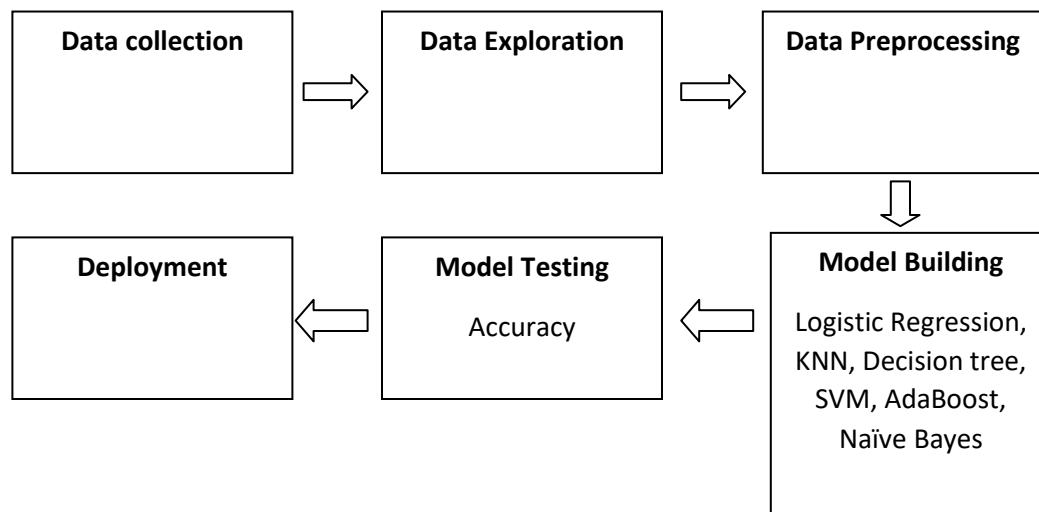 Data collection
Data Exploration
Data Preprocessing
Model Building
Logistic Regression,
KNN, Decision tree,
SVM, AdaBoost,
Naïve Bayes
Model Testing
Accuracy
Deployment